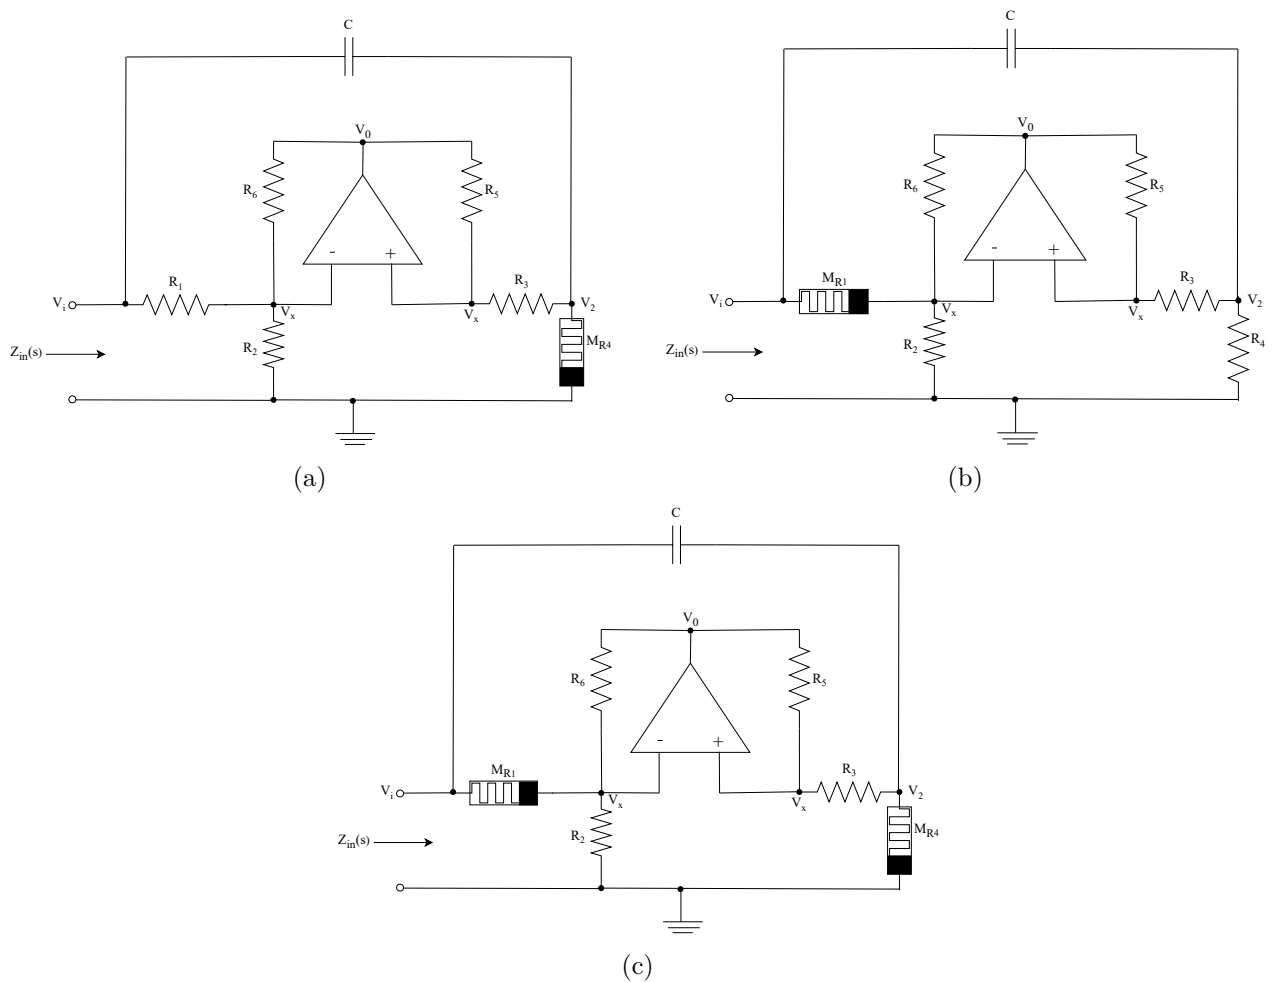 C
V0
R6
R5
- +
R1
R3
Vi
Vx
Vx
V2
R2
MR4
Zin(s)
(a)
C
V0
R6
R5
- +
MR1
R3
Vi
Vx
Vx
V2
R2
R4
Zin(s)
(b)
C
V0
R6
R5
- +
MR1
R3
Vi
Vx
Vx
V2
R2
MR4
Zin(s)
(c)